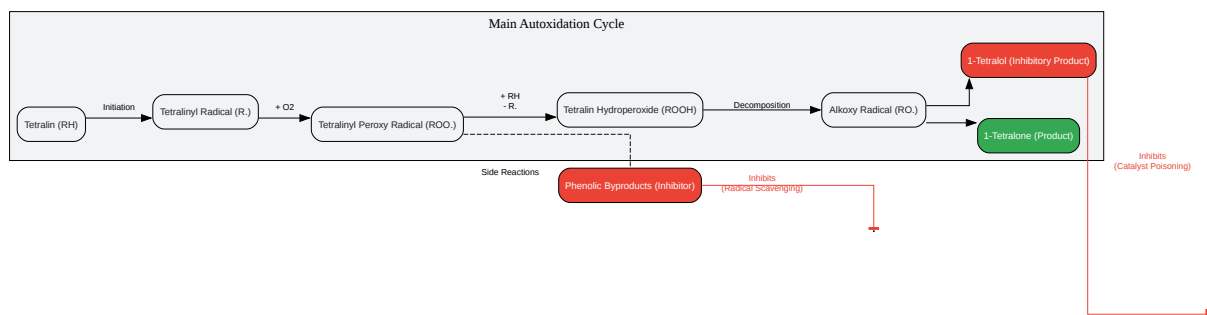 Main Autoxidation Cycle
1-Tetralol (Inhibitory Product)
+ RH
- R.
Initiation
+ O2
Decomposition
Tetralin (RH)
Tetralinyl Radical (R.)
Tetralinyl Peroxy Radical (ROO.)
Tetralin Hydroperoxide (ROOH)
Alkoxy Radical (RO.)
1-Tetralone (Product)
Inhibits
(Catalyst Poisoning)
Side Reactions
Phenolic Byproducts (Inhibitor)
Inhibits
(Radical Scavenging)